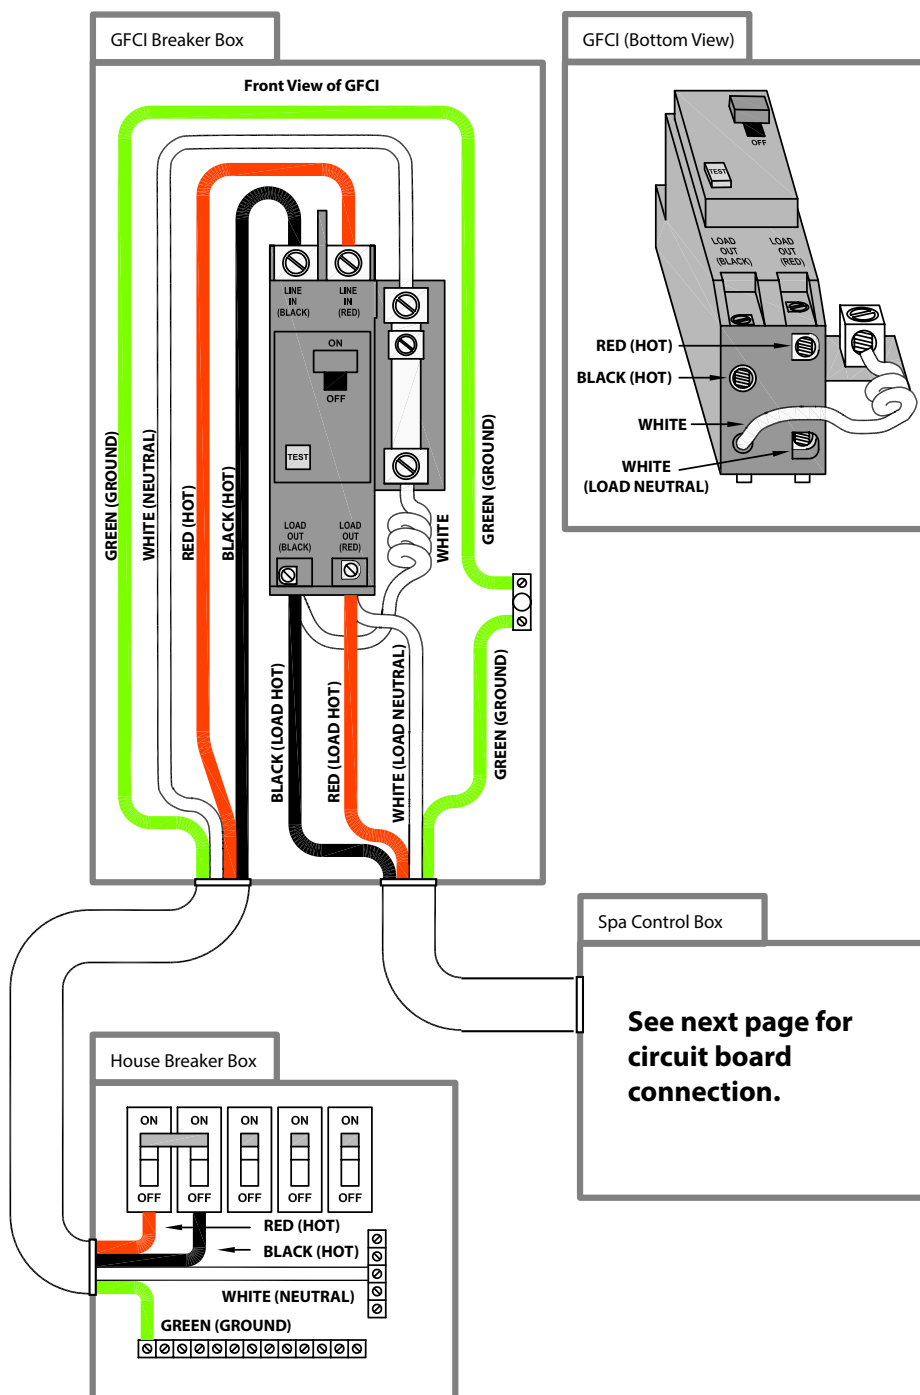 GFCI Breaker Box
Front View of GFCI
GREEN (GROUND)
WHITE (NEUTRAL)
RED (HOT)
BLACK (HOT)
LINE
IN
(BLACK)
LINE
IN
(RED)
ON
OFF
TEST
LOAD
OUT
(BLACK)
LOAD
OUT
(RED)
WHITE
GREEN (GROUND)
BLACK (LOAD HOT)
RED (LOAD HOT)
WHITE (LOAD NEUTRAL)
GREEN (GROUND)
GFCI (Bottom View)
OFF
TEST
LOAD
OUT
(BLACK)
LOAD
OUT
(RED)
RED (HOT)
BLACK (HOT)
WHITE
WHITE
(LOAD NEUTRAL)
Spa Control Box
See next page for
circuit board
connection.
House Breaker Box
ON ON ON ON ON
OFF OFF OFF OFF OFF
RED (HOT)
BLACK (HOT)
WHITE (NEUTRAL)
GREEN (GROUND)